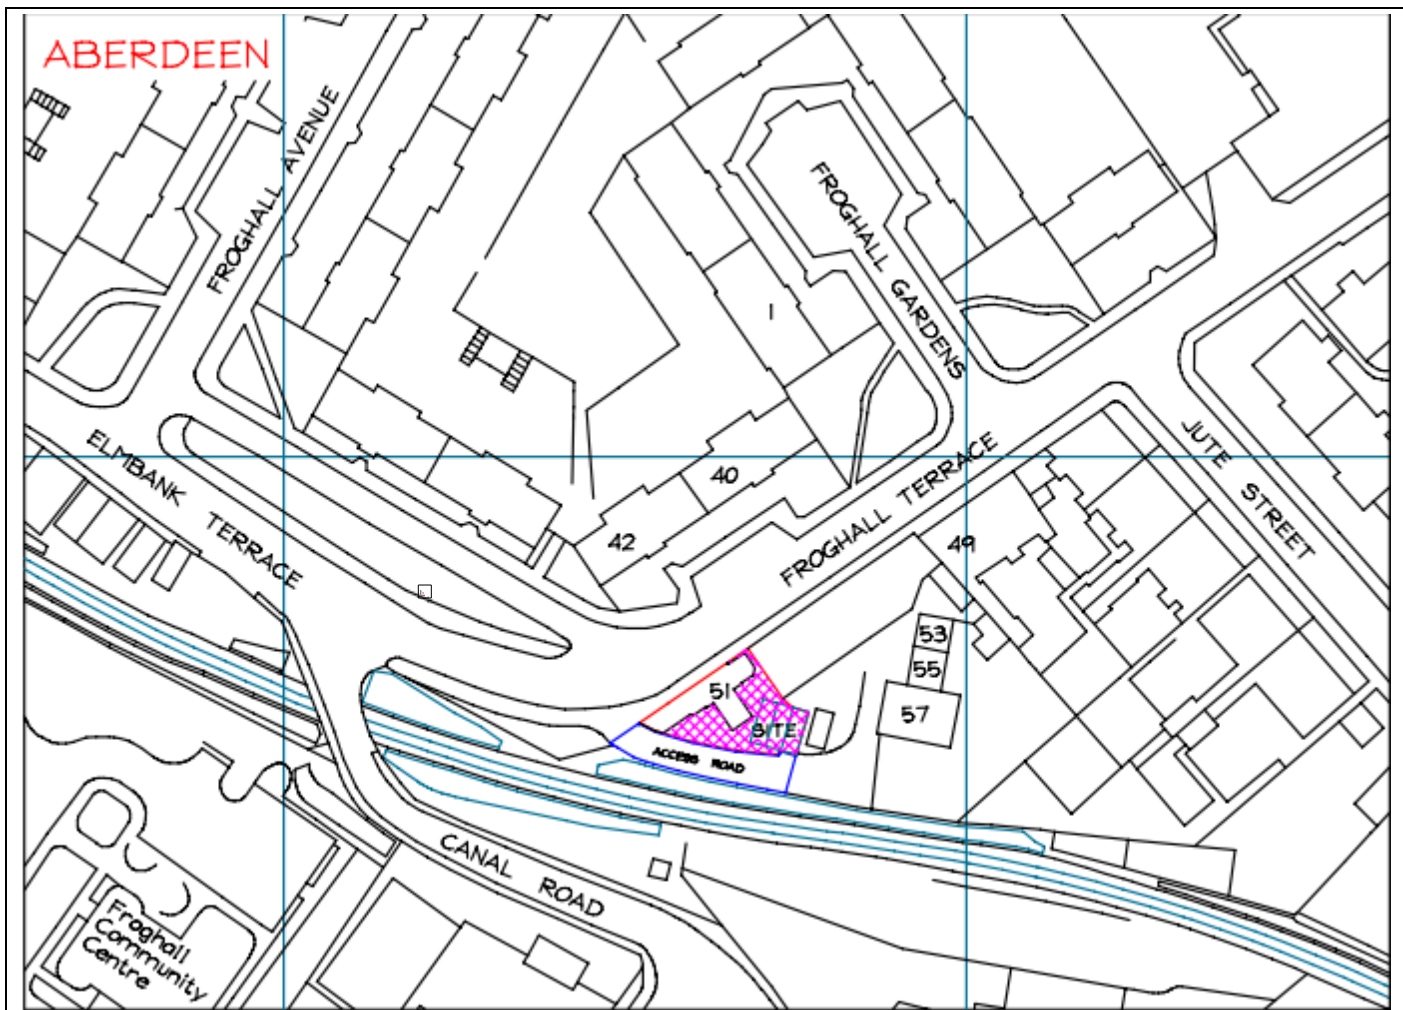 ABERDEEN
FROGHALL AVENUE
FROGHALL GARDENS
1
ELMBANK TERRACE
40
42
FROGHALL TERRACE
JUTE STREET
49
53
55
57
51
SITE
ACCESS ROAD
CANAL ROAD
Froghall
Community
Centre